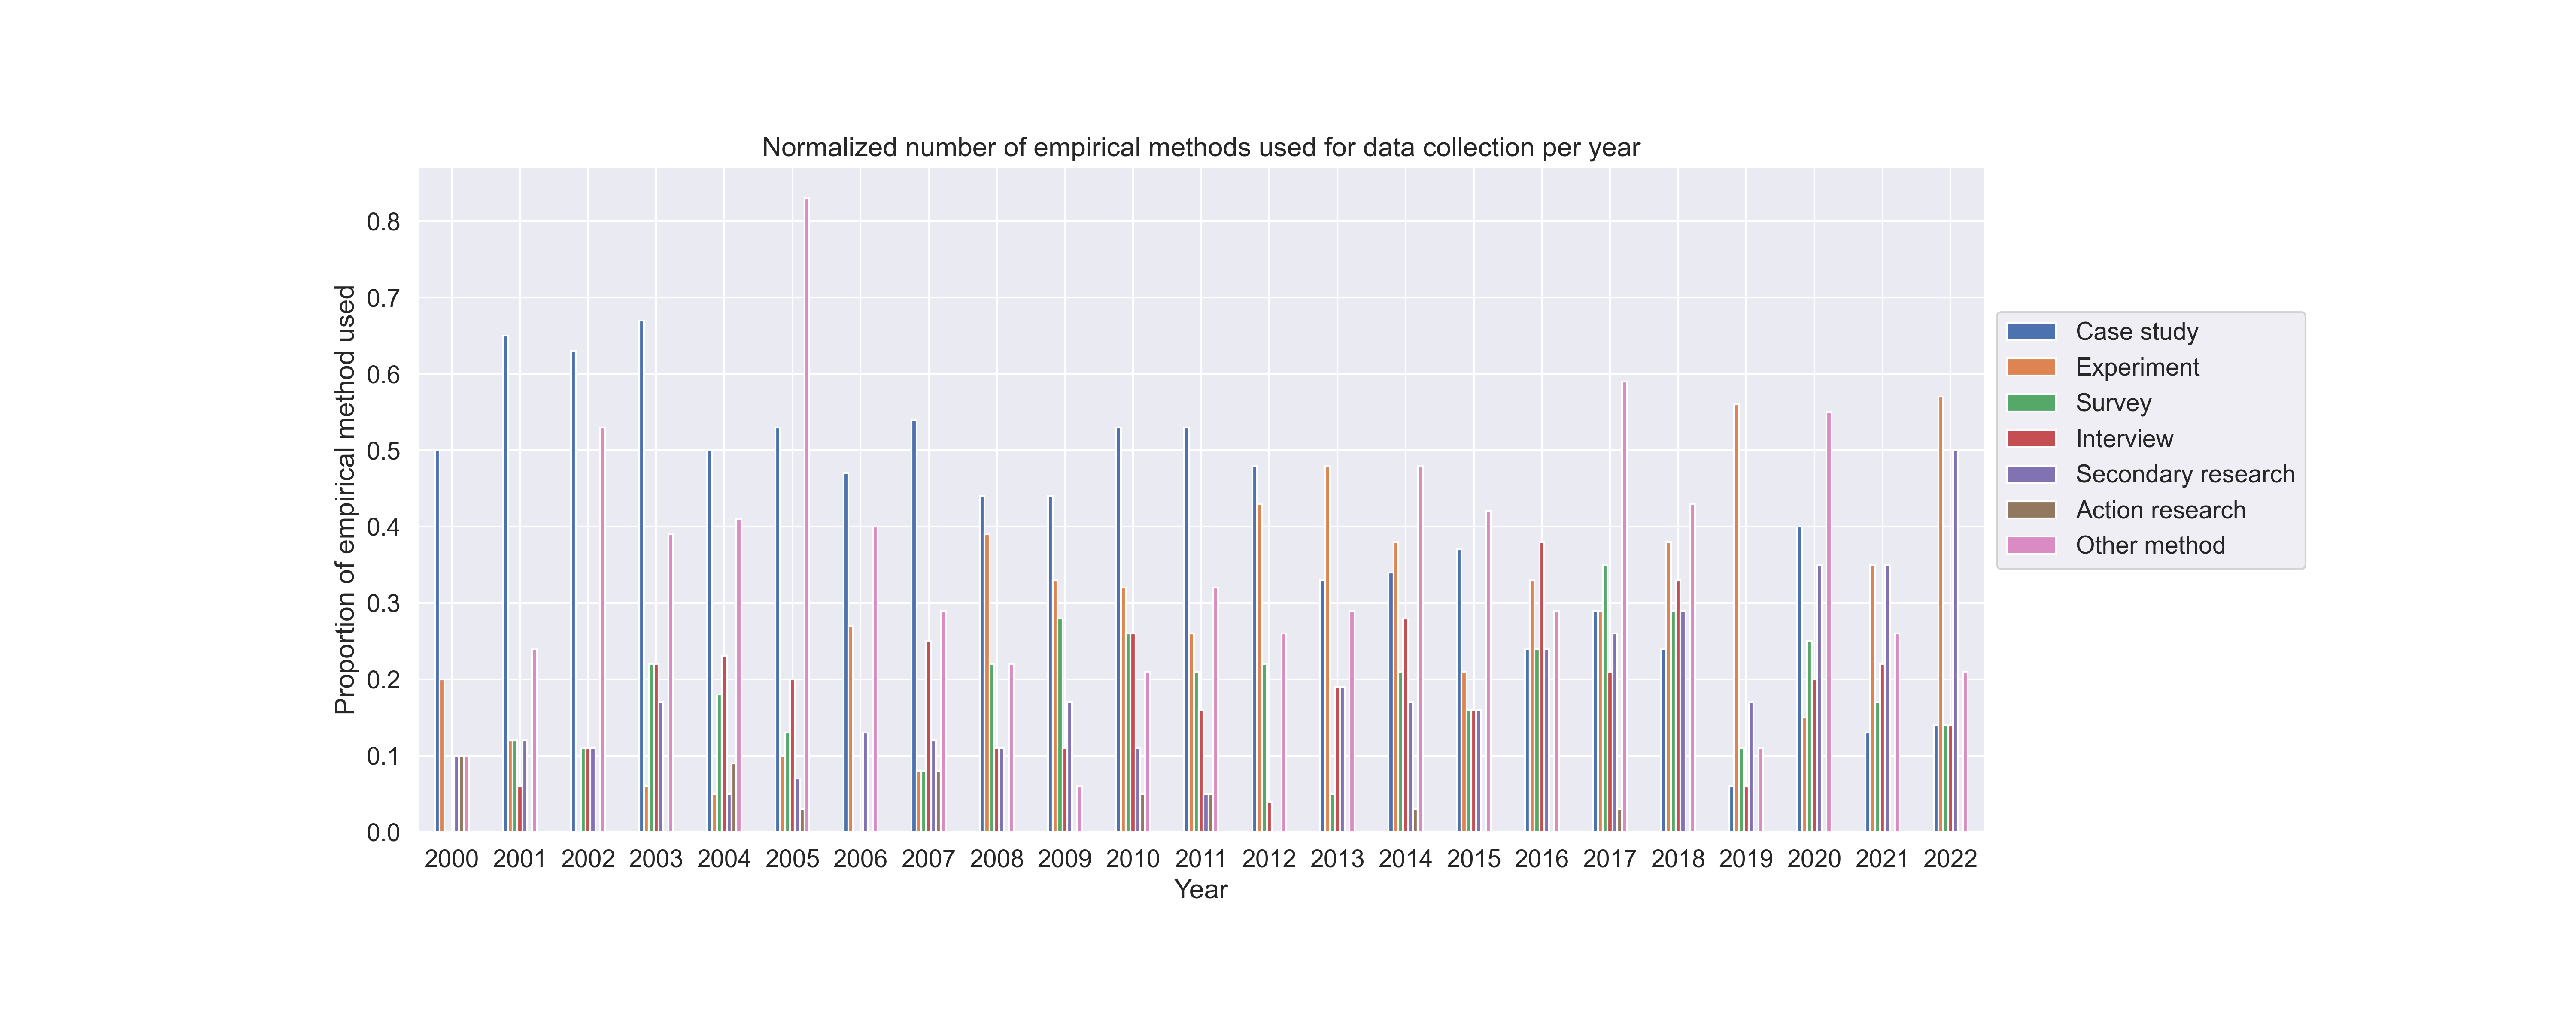 Normalized number of empirical methods used for data collection per year
Proportion of empirical method used
0.8
0.7
0.6
0.5
0.4
0.3
0.2
0.1
0.0
2000 2001 2002 2003 2004 2005 2006 2007 2008 2009 2010 2011 2012 2013 2014 2015 2016 2017 2018 2019 2020 2021 2022
Year
Case study
Experiment
Survey
Interview
Secondary research
Action research
Other method